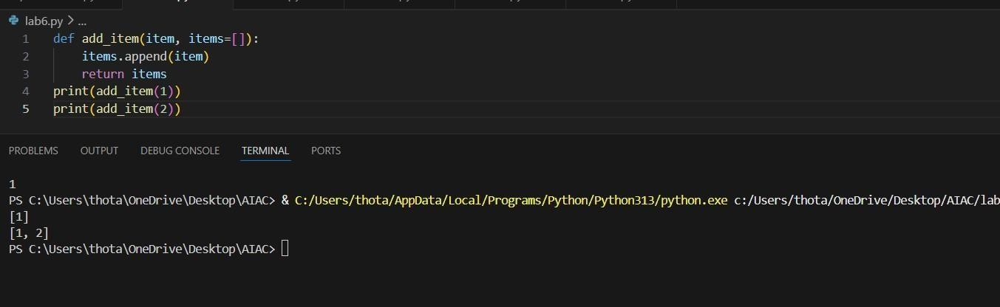 lab6.py > ...
1 def add_item(item, items=[]):
2     items.append(item)
3     return items
4 print(add_item(1))
5 print(add_item(2))
PROBLEMS OUTPUT DEBUG CONSOLE TERMINAL PORTS
1
PS C:\Users\thota\OneDrive\Desktop\AIAC> & C:/Users/thota/AppData/Local/Programs/Python/Python313/python.exe c:/Users/thota/OneDrive/Desktop/AIAC/lab
[1]
[1, 2]
PS C:\Users\thota\OneDrive\Desktop\AIAC>